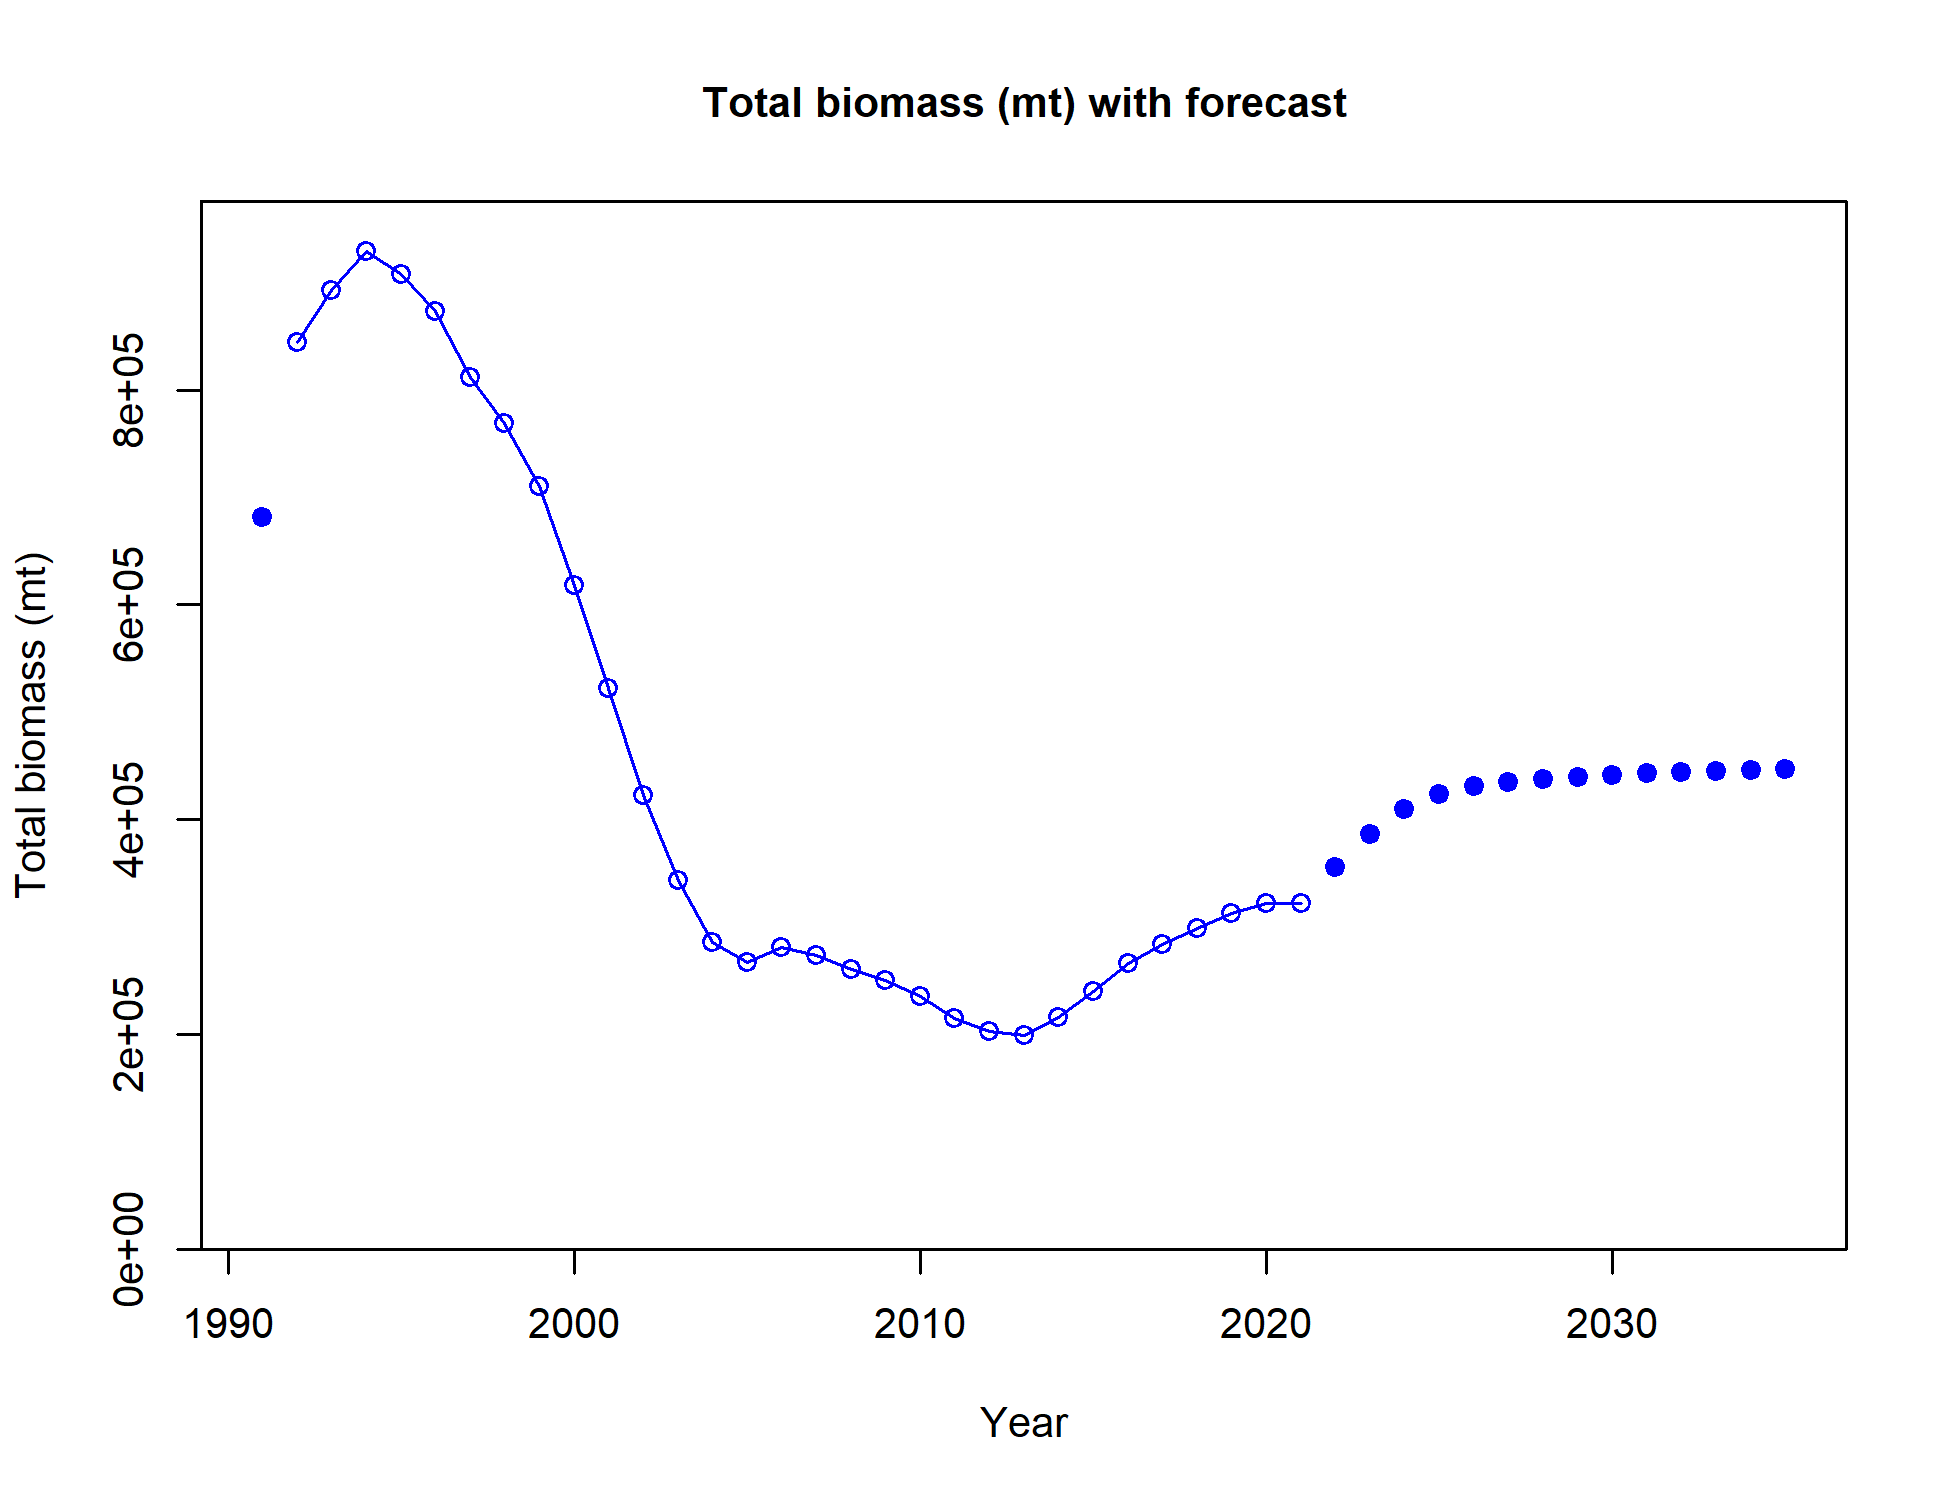 Total biomass (mt) with forecast
Total biomass (mt)
8e+05
6e+05
4e+05
2e+05
0e+00
1990 2000 2010 2020 2030
Year